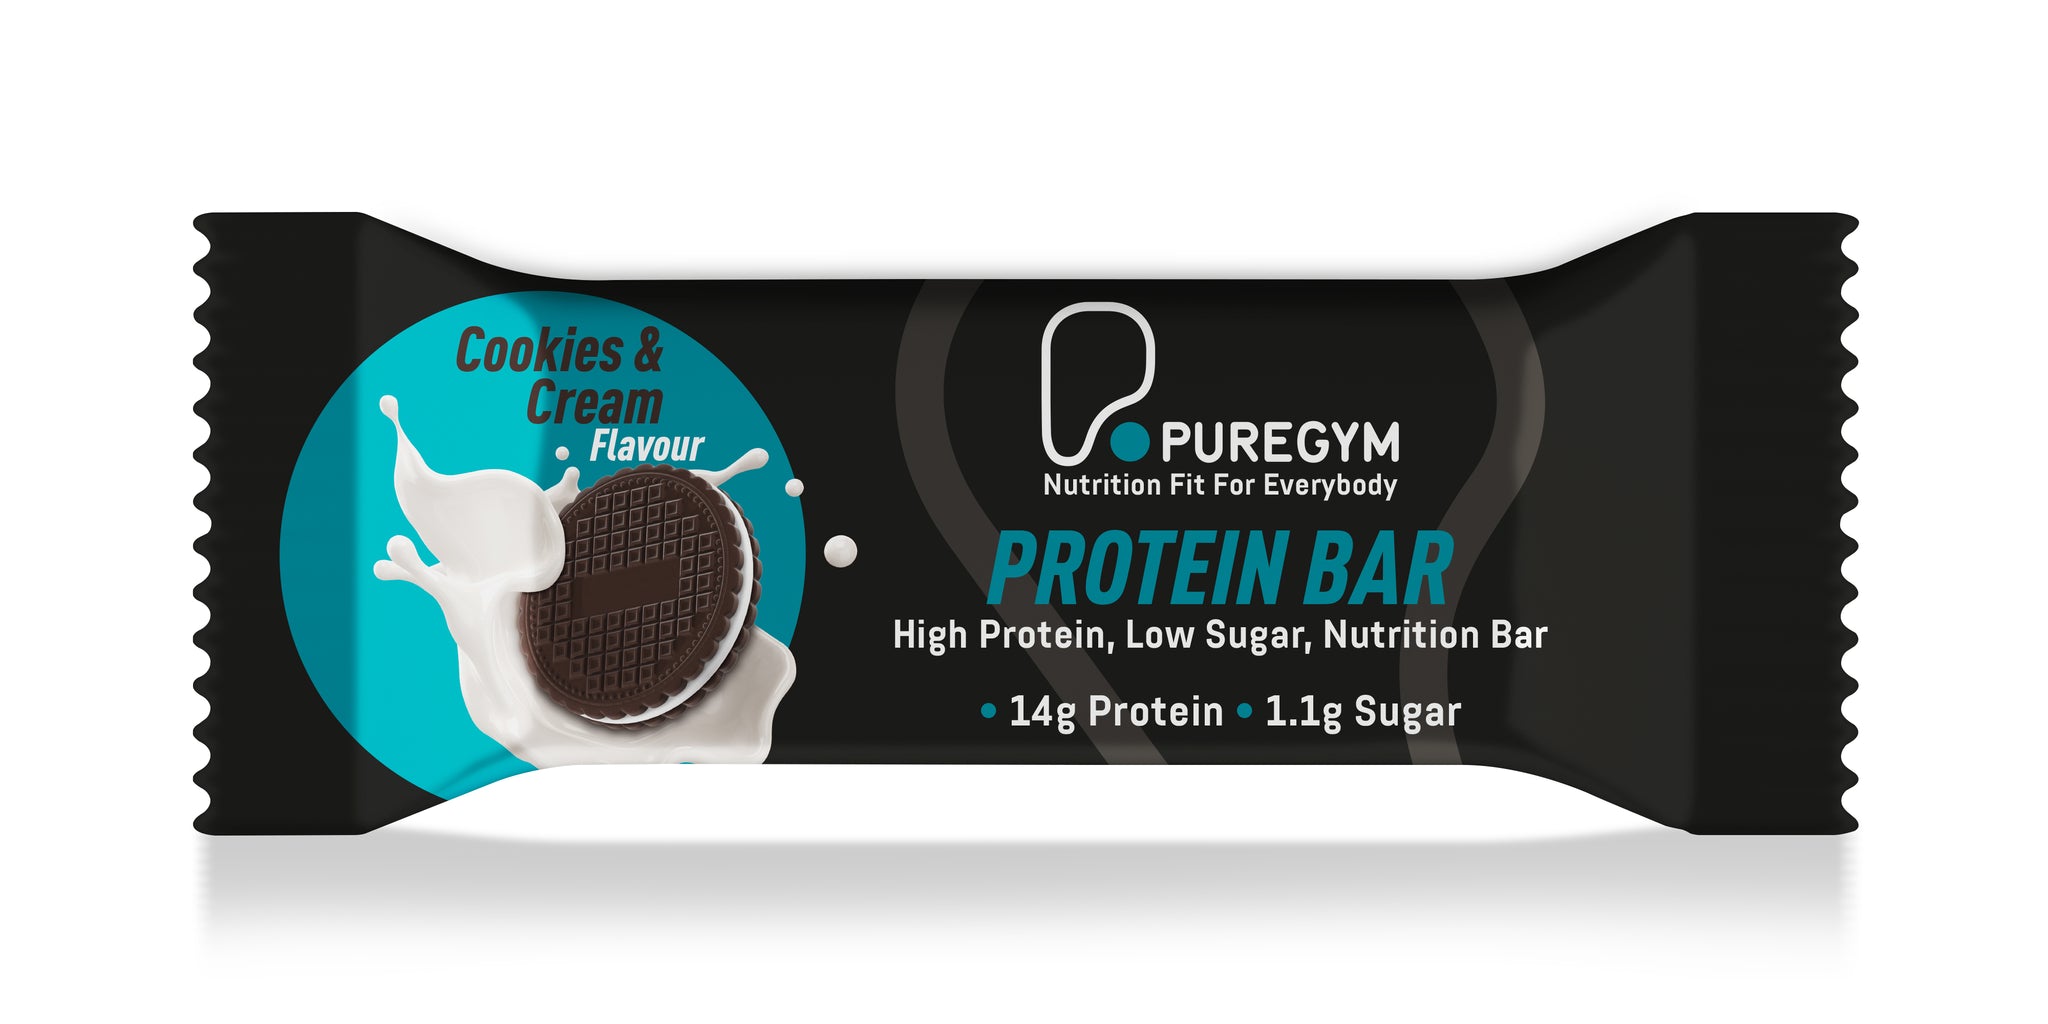 Cookies &
Cream
Flavour
PUREGYM
Nutrition Fit For Everybody
PROTEIN BAR
High Protein, Low Sugar, Nutrition Bar
• 14g Protein • 1.1g Sugar